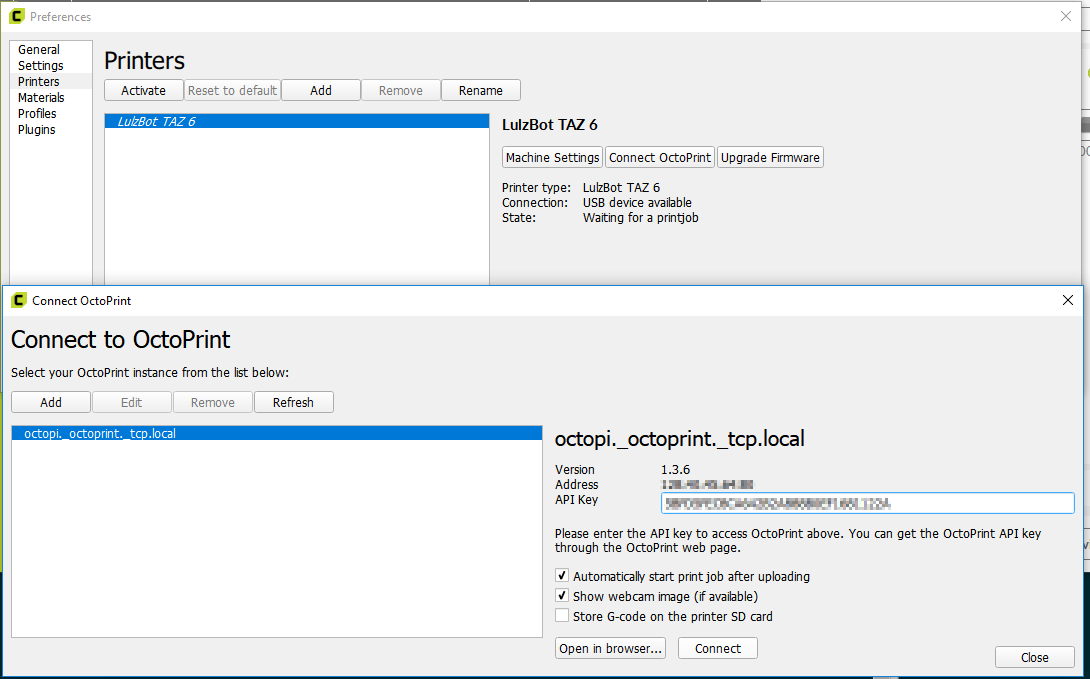 Preferences
General
Settings
Printers
Materials
Profiles
Plugins
Printers
Activate
Reset to default
Add
Remove
Rename
LulzBot TAZ 6
LulzBot TAZ 6
Machine Settings
Connect OctoPrint
Upgrade Firmware
Printer type: LulzBot TAZ 6
Connection: USB device available
State: Waiting for a printjob
Connect OctoPrint
Connect to OctoPrint
Select your OctoPrint instance from the list below:
Add
Edit
Remove
Refresh
octopi._octoprint._tcp.local
octopi._octoprint._tcp.local
Version 1.3.6
Address
API Key
Please enter the API key to access OctoPrint above. You can get the OctoPrint API key
through the OctoPrint web page.
Automatically start print job after uploading
Show webcam image (if available)
Store G-code on the printer SD card
Open in browser...
Connect
Close